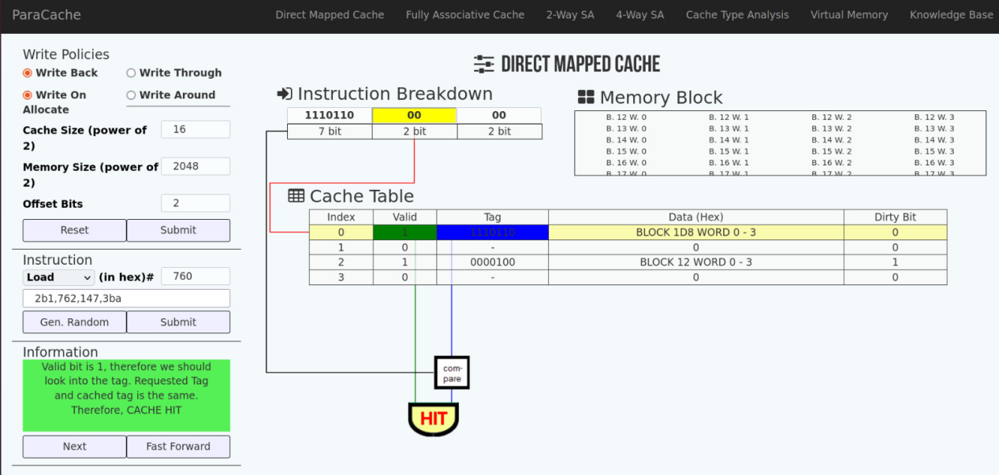 ParaCache Direct Mapped Cache Fully Associative Cache 2-Way SA 4-Way SA Cache Type Analysis Virtual Memory Knowledge Base
Write Policies
Write Back Write Through
Write On Allocate Write Around
Cache Size (power of 2) 16
Memory Size (power of 2) 2048
Offset Bits 2
Reset Submit
Instruction
Load (in hex)# 760
2b1,762,147,3ba
Gen. Random Submit
Information
Valid bit is 1, therefore we should
look into the tag. Requested Tag
and cached tag is the same.
Therefore, CACHE HIT
Next Fast Forward
DIRECT MAPPED CACHE
Instruction Breakdown
1110110 00 00
7 bit 2 bit 2 bit
Memory Block
B. 12 W. 0 B. 12 W. 1 B. 12 W. 2 B. 12 W. 3
B. 13 W. 0 B. 13 W. 1 B. 13 W. 2 B. 13 W. 3
B. 14 W. 0 B. 14 W. 1 B. 14 W. 2 B. 14 W. 3
B. 15 W. 0 B. 15 W. 1 B. 15 W. 2 B. 15 W. 3
B. 16 W. 0 B. 16 W. 1 B. 16 W. 2 B. 16 W. 3
B. 17 W. 0 B. 17 W. 1 B. 17 W. 2 B. 17 W. 3
Cache Table
Index Valid Tag Data (Hex) Dirty Bit
0 1 1110110 BLOCK 1D8 WORD 0 - 3 0
1 0 - 0 0
2 1 0000100 BLOCK 12 WORD 0 - 3 1
3 0 - 0 0
com-
pare
HIT